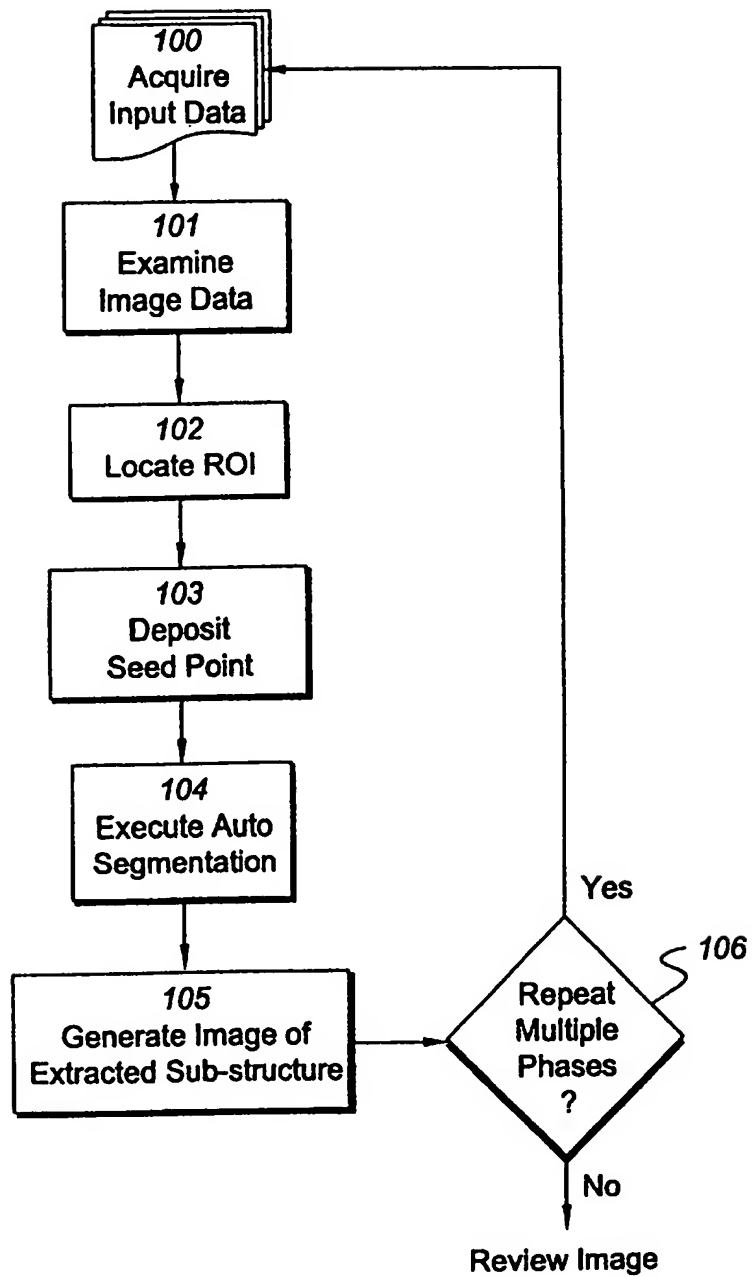 100
Acquire
Input Data
101
Examine
Image Data
102
Locate ROI
103
Deposit
Seed Point
104
Execute Auto
Segmentation
105
Generate Image of
Extracted Sub-structure
Yes
106
Repeat
Multiple
Phases
?
No
Review Image